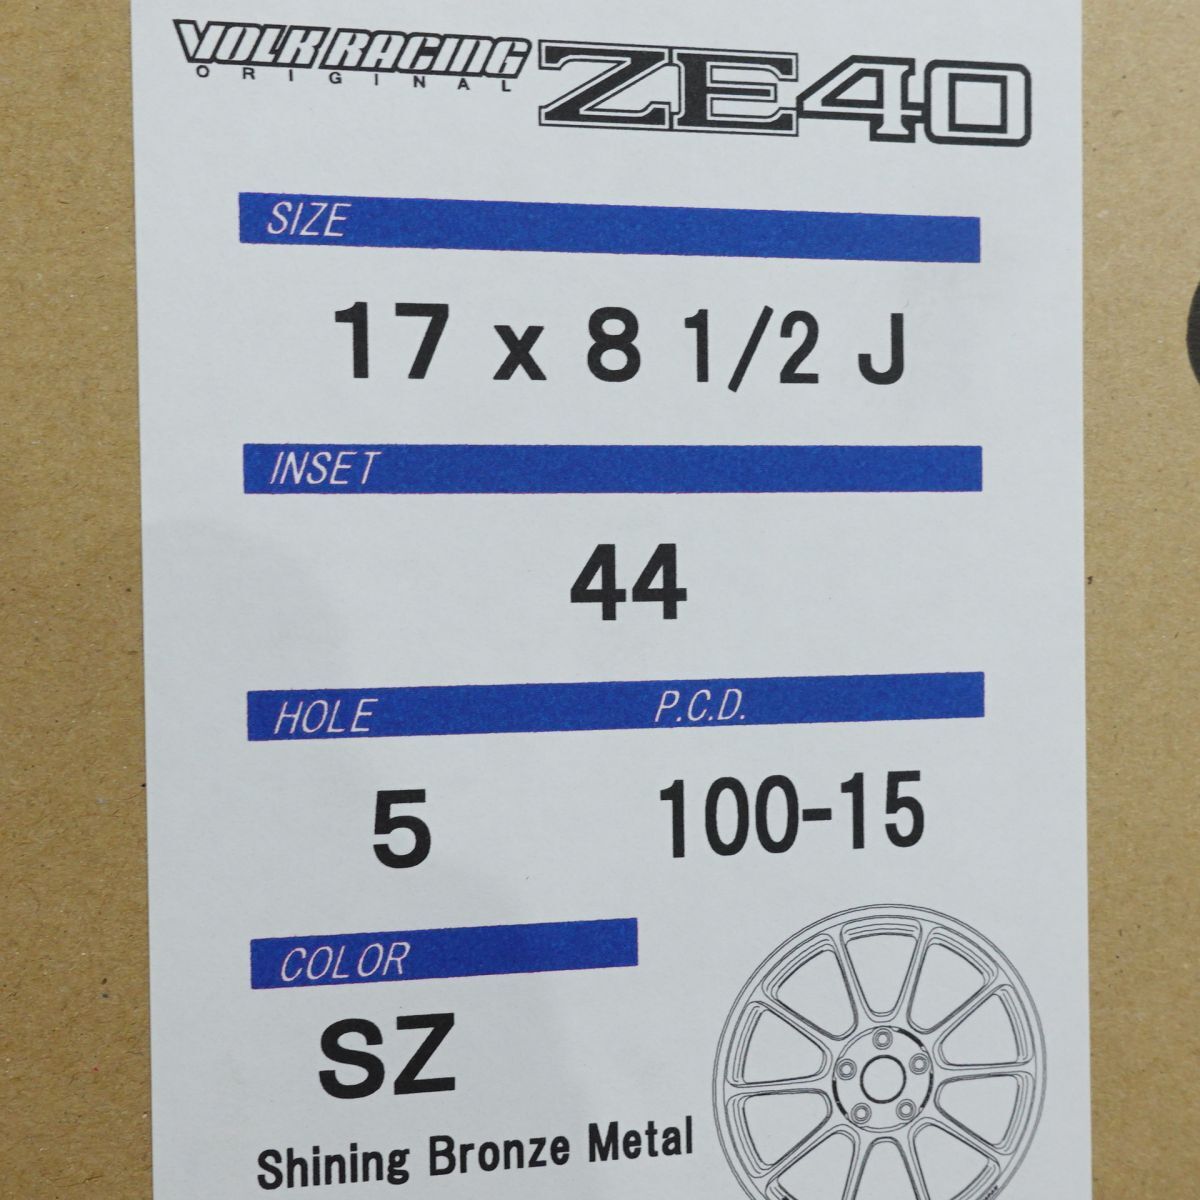 VOLK RACING ZE40
ORIGINAL
SIZE
17 x 8 1/2 J
INSET
44
HOLE P.C.D.
5 100-15
COLOR
SZ
Shining Bronze Metal